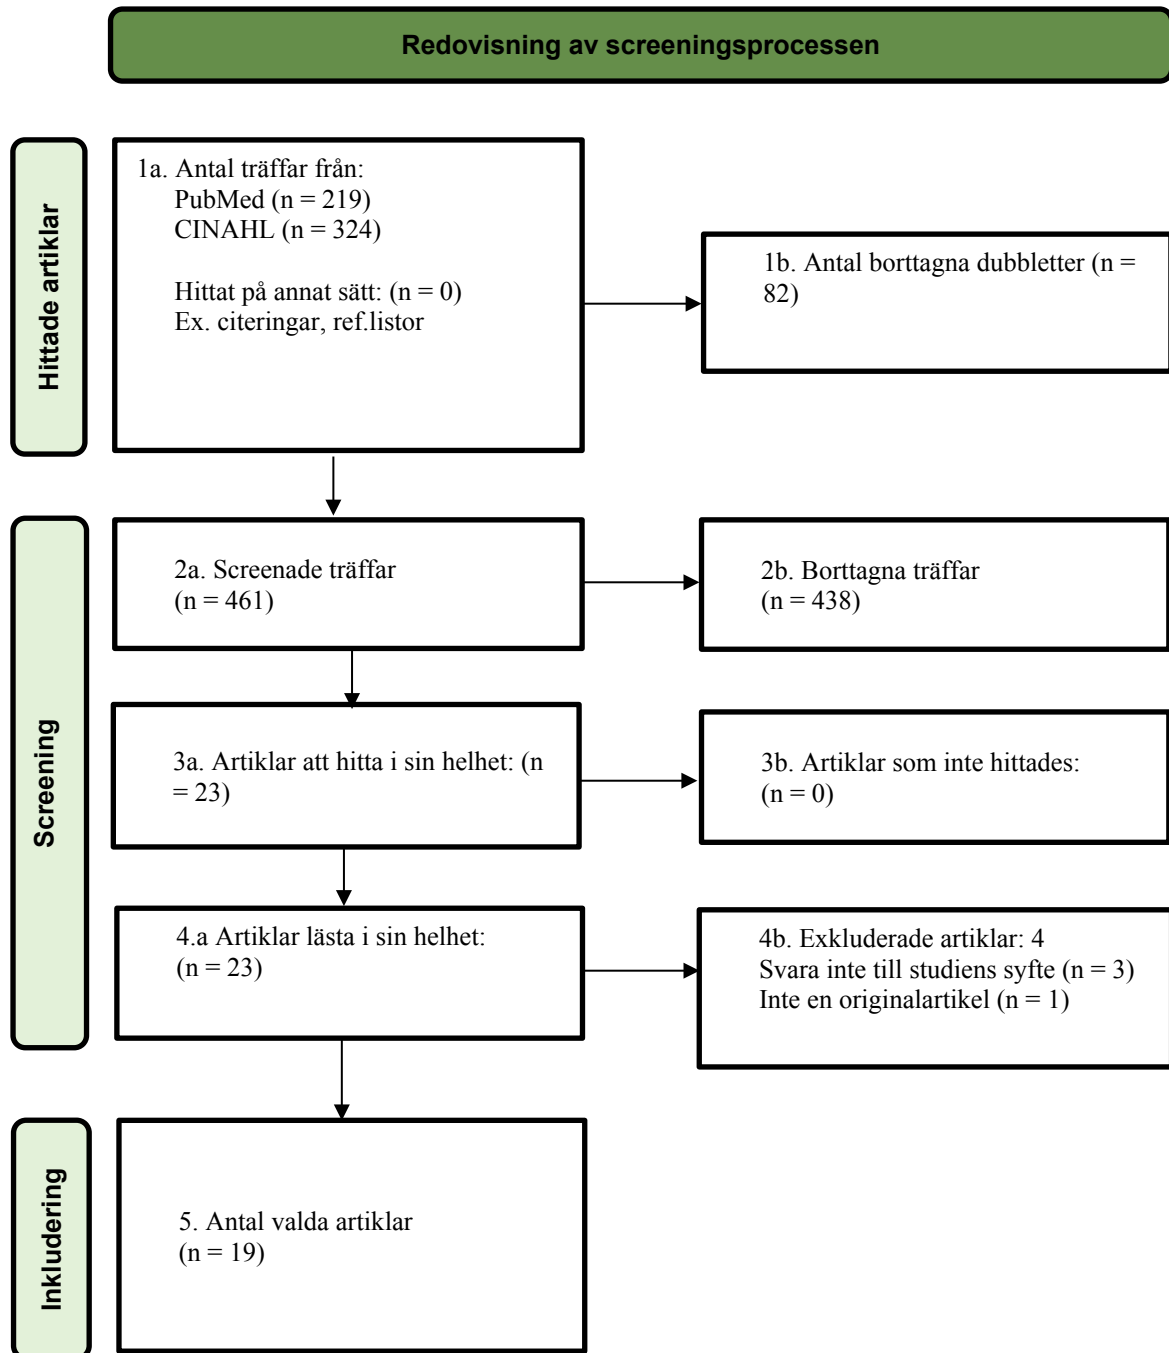 Redovisning av screeningsprocessen
Hittade artiklar
1a. Antal träffar från:
PubMed (n = 219)
CINAHL (n = 324)
Hittat på annat sätt: (n = 0)
Ex. citeringar, ref.listor
1b. Antal borttagna dubbletter (n =
82)
Screening
2a. Screenade träffar
(n = 461)
2b. Borttagna träffar
(n = 438)
3a. Artiklar att hitta i sin helhet: (n
= 23)
3b. Artiklar som inte hittades:
(n = 0)
4.a Artiklar lästa i sin helhet:
(n = 23)
4b. Exkluderade artiklar: 4
Svara inte till studiens syfte (n = 3)
Inte en originalartikel (n = 1)
Inkludering
5. Antal valda artiklar
(n = 19)